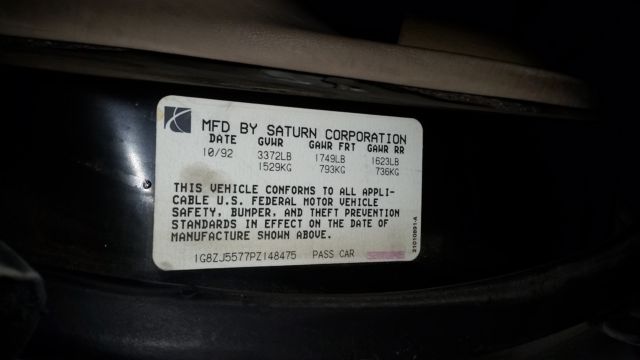 MFD BY SATURN CORPORATION
DATE GVWR GAWR FRT GAWR RR
10/92 3372LB 1749LB 1623LB
1529KG 793KG 736KG
THIS VEHICLE CONFORMS TO ALL APPLI-
CABLE U.S. FEDERAL MOTOR VEHICLE
SAFETY, BUMPER, AND THEFT PREVENTION
STANDARDS IN EFFECT ON THE DATE OF
MANUFACTURE SHOWN ABOVE.
1G8ZJ5577PZ148475 PASS CAR
21010891-A